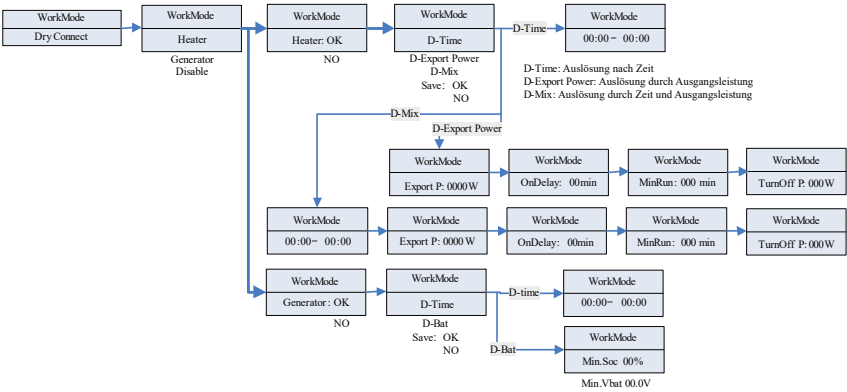 WorkMode
Dry Connect
WorkMode
Heater
Generator
Disable
WorkMode
Heater: OK
NO
WorkMode
D-Time
D-Export Power
D-Mix
Save: OK
NO
D-Time
WorkMode
00:00- 00:00
D-Time: Auslösung nach Zeit
D-Export Power: Auslösung durch Ausgangsleistung
D-Mix: Auslösung durch Zeit und Ausgangsleistung
D-Mix
D-Export Power
WorkMode
Export P: 0000W
WorkMode
OnDelay: 00min
WorkMode
MinRun: 000 min
WorkMode
TurnOff P: 000W
WorkMode
00:00- 00:00
WorkMode
Export P: 0000W
WorkMode
OnDelay: 00min
WorkMode
MinRun: 000 min
WorkMode
TurnOff P: 000W
WorkMode
Generator: OK
NO
WorkMode
D-Time
D-Bat
Save: OK
NO
D-time
WorkMode
00:00- 00:00
D-Bat
WorkMode
Min.Soc 00%
Min.Vbat 00.0V